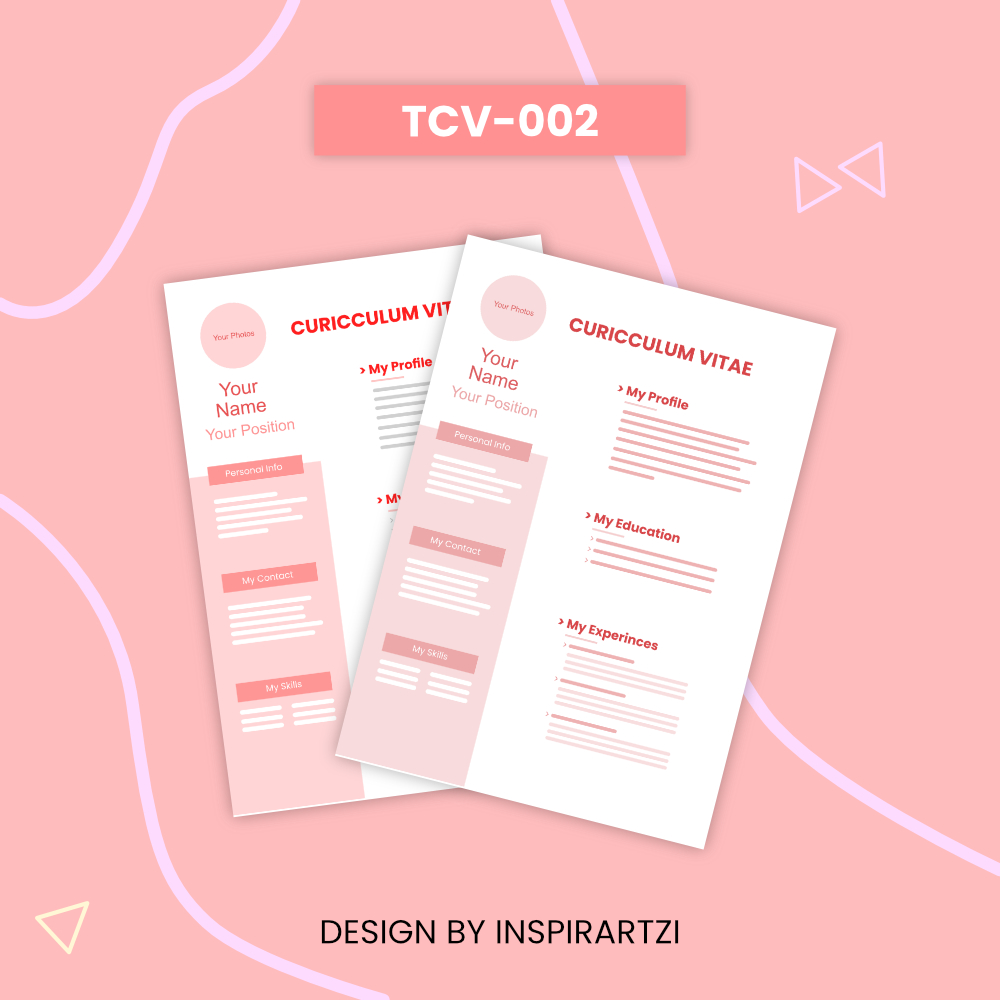 TCV-002
Your Photos
CURICCULUM VIT
> My Profile
Your
Name
Your Position
Personal Info
> My
My Contact
My Skills
Your Photos
CURICCULUM VITAE
Your
Name
Your Position
> My Profile
Personal Info
> My Education
My Contact
> My Experinces
My Skills
DESIGN BY INSPIRARTZI